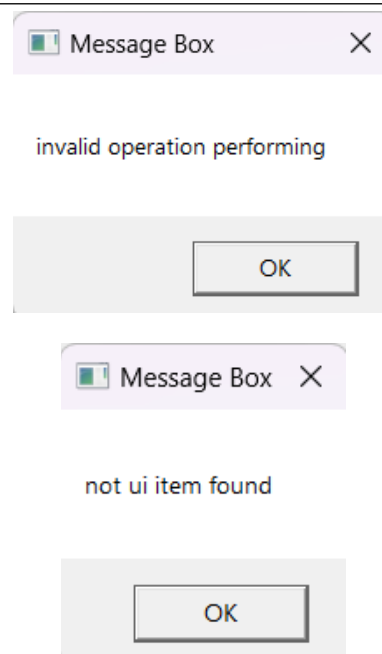 Message Box
invalid operation performing
OK
Message Box
not ui item found
OK